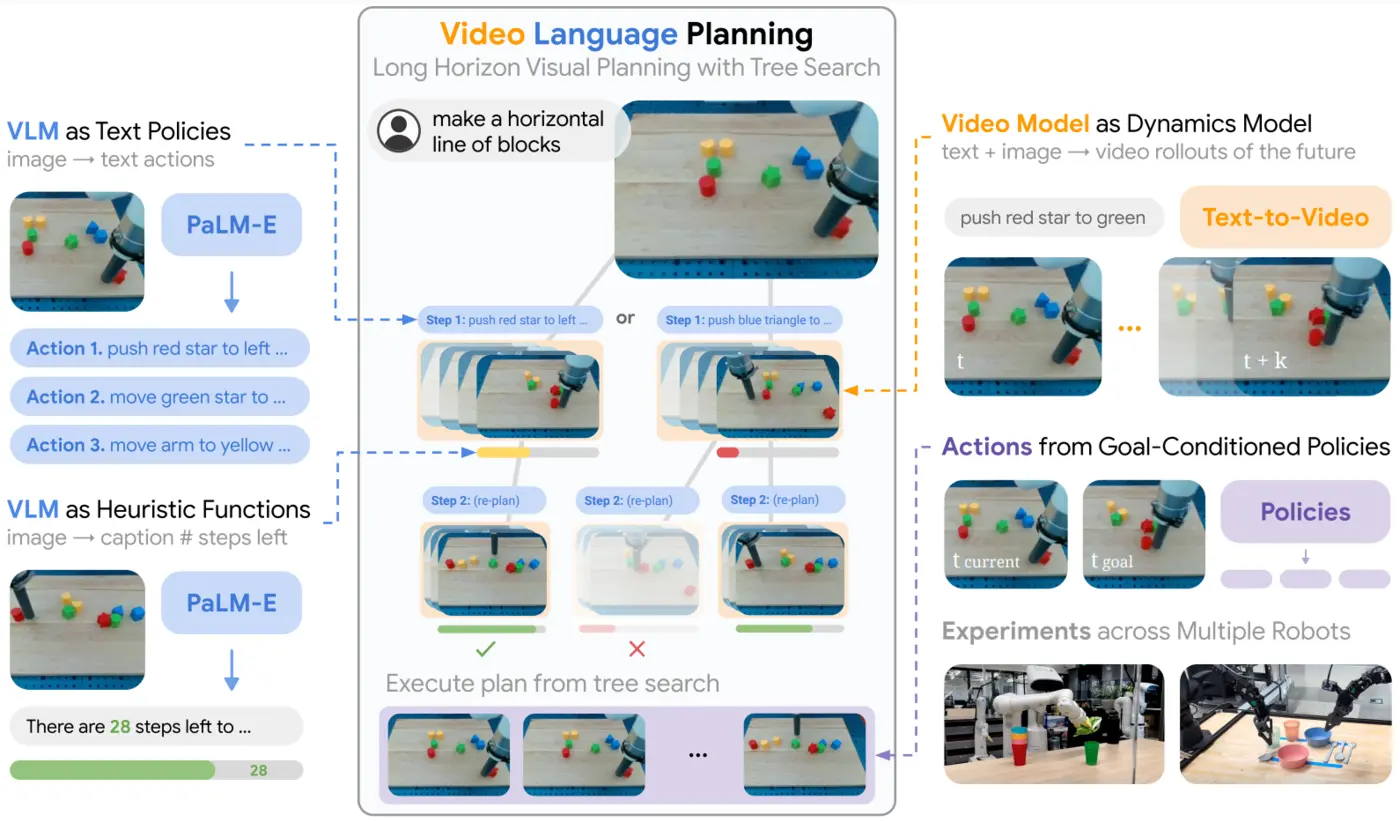 Video Language Planning
Long Horizon Visual Planning with Tree Search
make a horizontal
line of blocks
VLM as Text Policies
image → text actions
PaLM-E
Action 1. push red star to left ...
Action 2. move green star to ...
Action 3. move arm to yellow ...
VLM as Heuristic Functions
image → caption # steps left
PaLM-E
There are 28 steps left to ...
28
Step 1: push red star to left ...
or
Step 1: push blue triangle to ...
Step 2: (re-plan)
Step 2: (re-plan)
Step 2: (re-plan)
Execute plan from tree search
...
Video Model as Dynamics Model
text + image → video rollouts of the future
push red star to green
Text-to-Video
t
...
t + k
Actions from Goal-Conditioned Policies
t current
t goal
Policies
Experiments across Multiple Robots